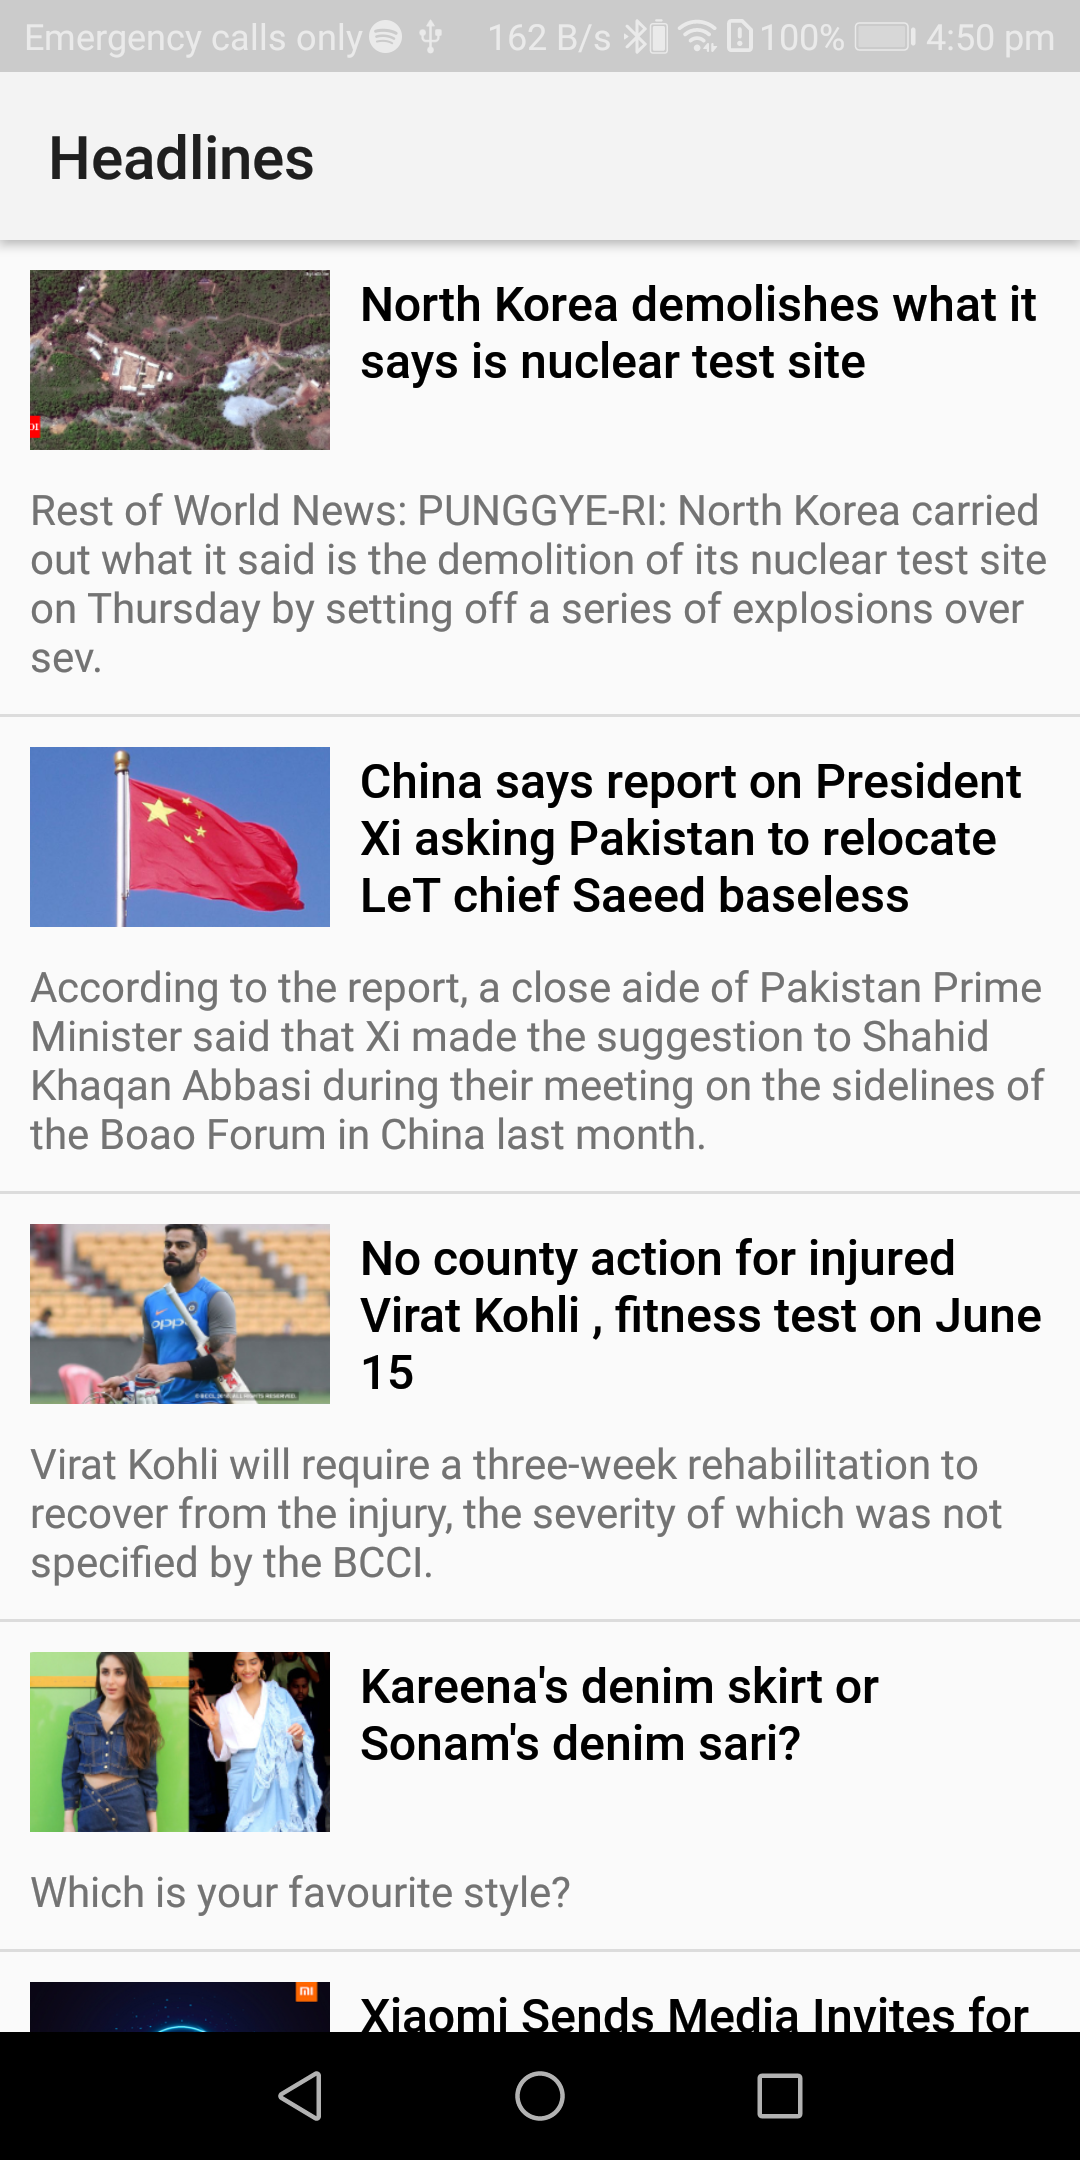 Emergency calls only 162 B/s 100% 4:50 pm
Headlines
North Korea demolishes what it
says is nuclear test site
Rest of World News: PUNGGYE-RI: North Korea carried
out what it said is the demolition of its nuclear test site
on Thursday by setting off a series of explosions over
sev.
China says report on President
Xi asking Pakistan to relocate
LeT chief Saeed baseless
According to the report, a close aide of Pakistan Prime
Minister said that Xi made the suggestion to Shahid
Khaqan Abbasi during their meeting on the sidelines of
the Boao Forum in China last month.
oppo
©BCCL 2018. ALL RIGHTS RESERVED.
No county action for injured
Virat Kohli , fitness test on June
15
Virat Kohli will require a three-week rehabilitation to
recover from the injury, the severity of which was not
specified by the BCCI.
Kareena's denim skirt or
Sonam's denim sari?
Which is your favourite style?
mi
Xiaomi Sends Media Invites for